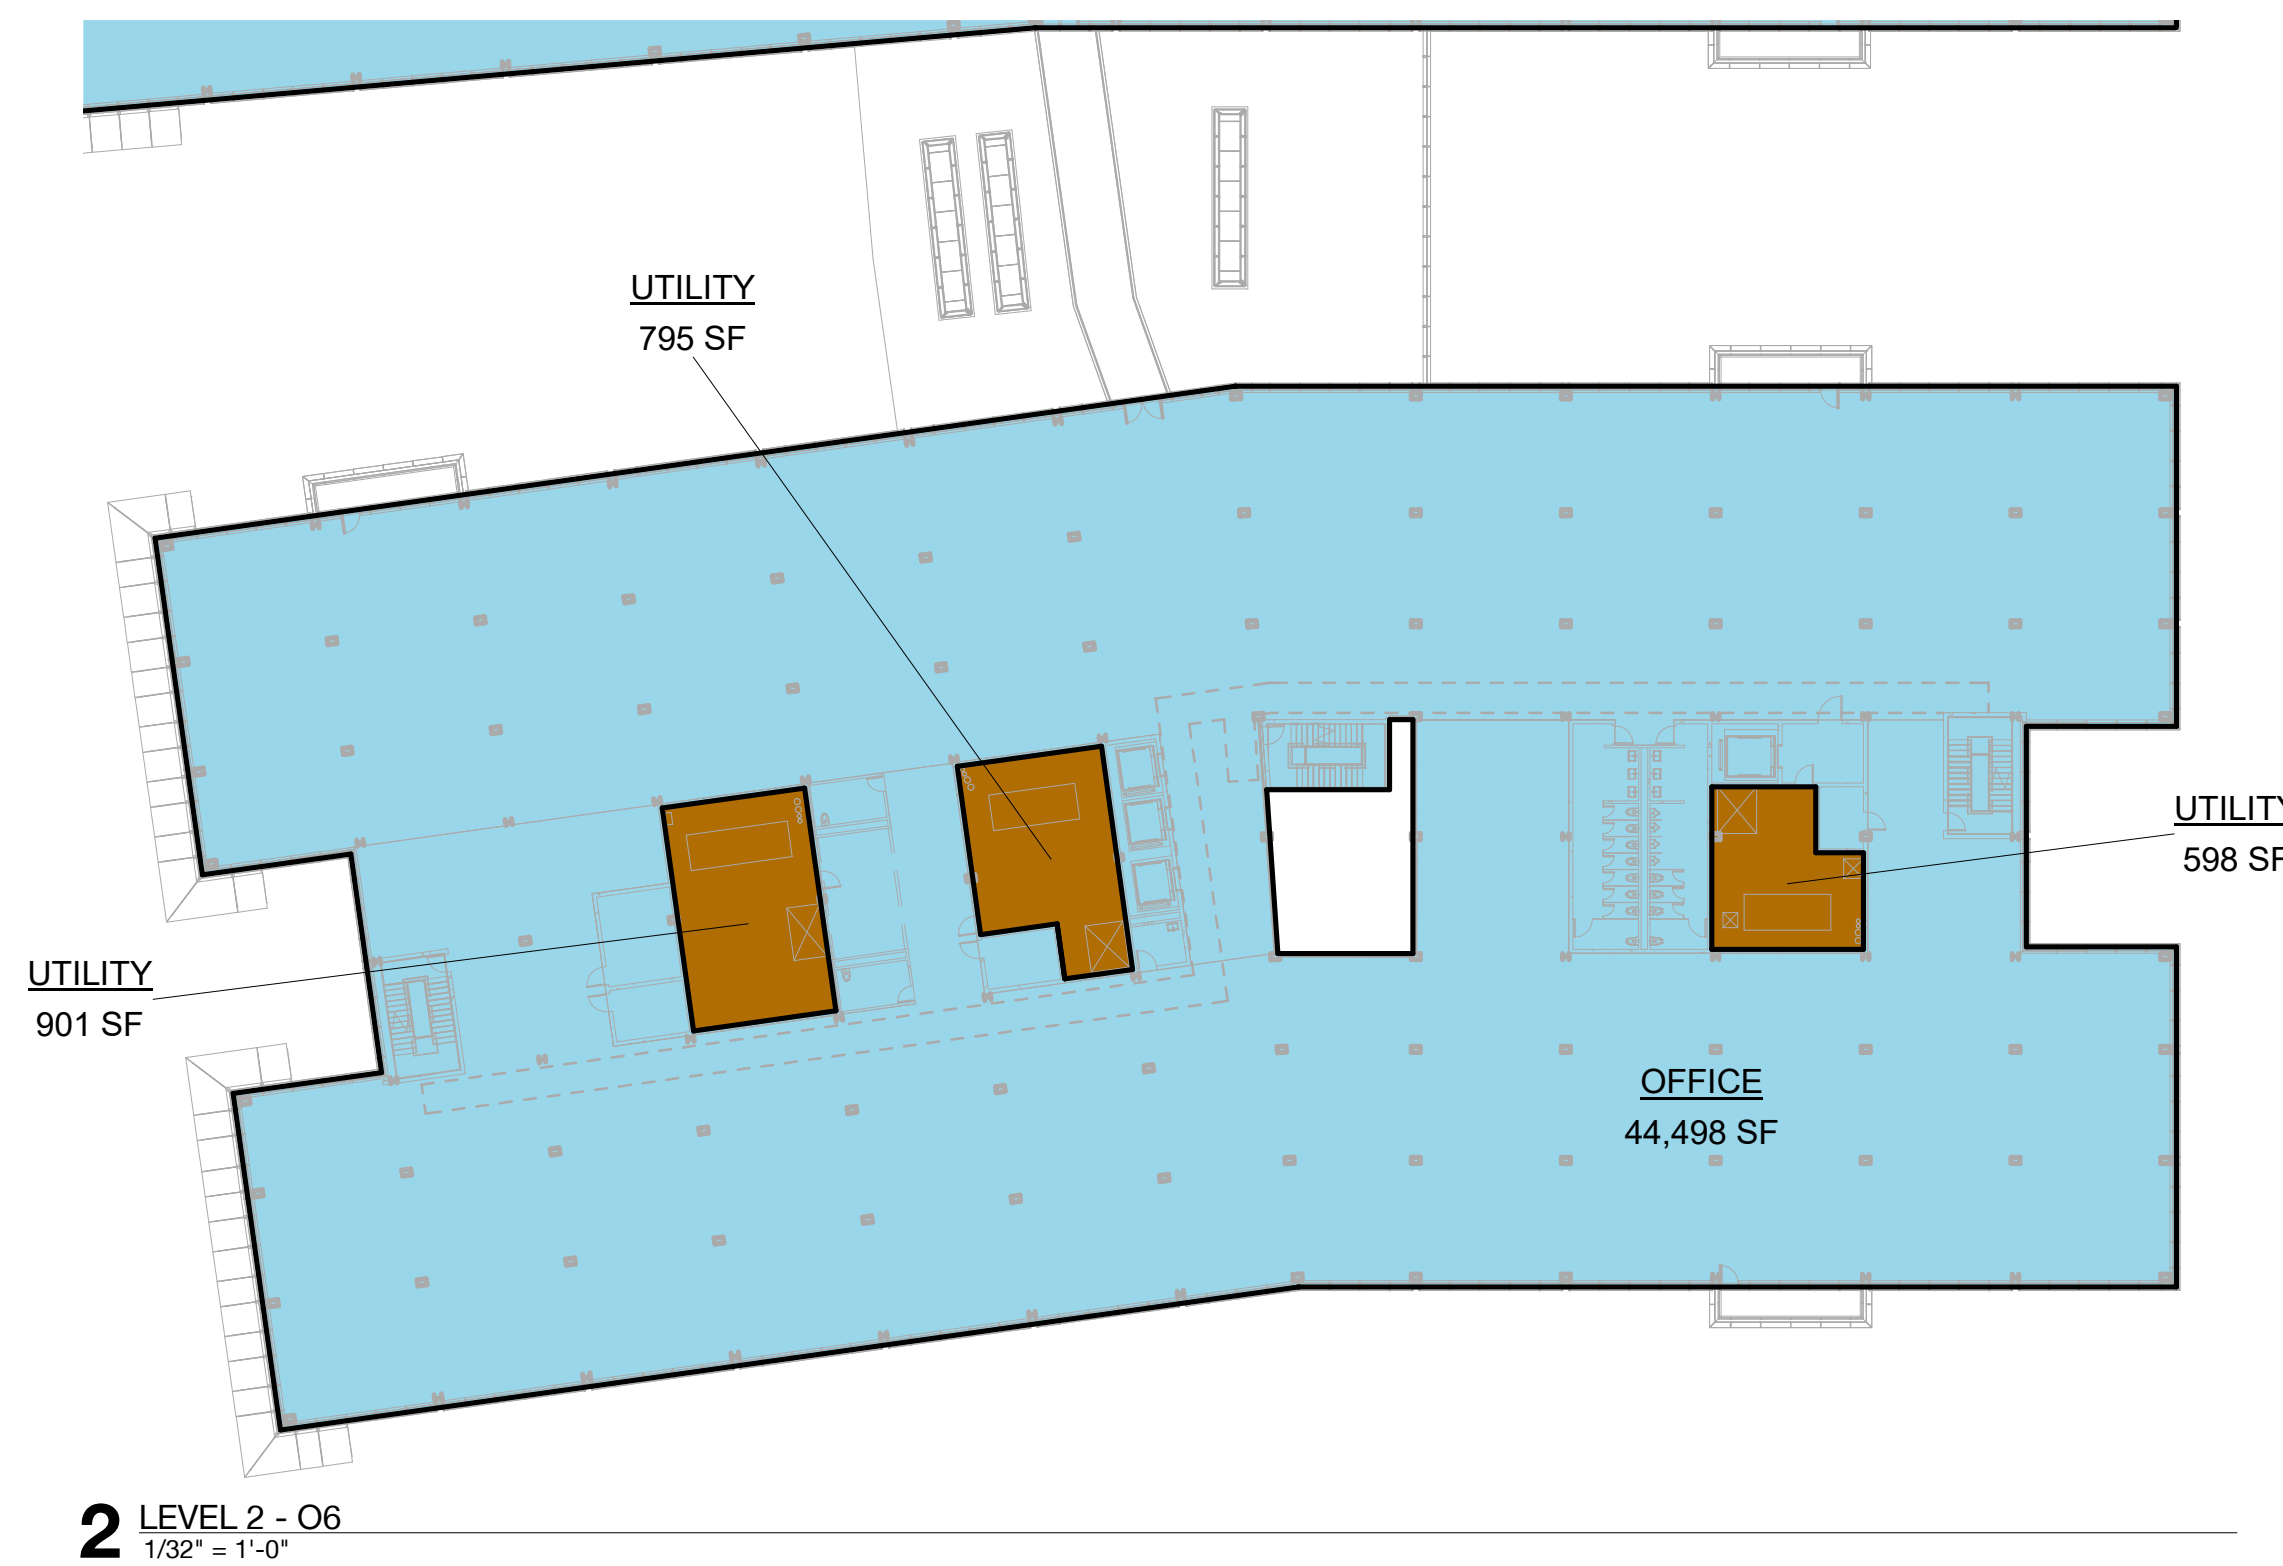 UTILITY
795 SF
UTILITY
598 SF
UTILITY
901 SF
OFFICE
44,498 SF
2
LEVEL 2 - O6
1/32" = 1'-0"